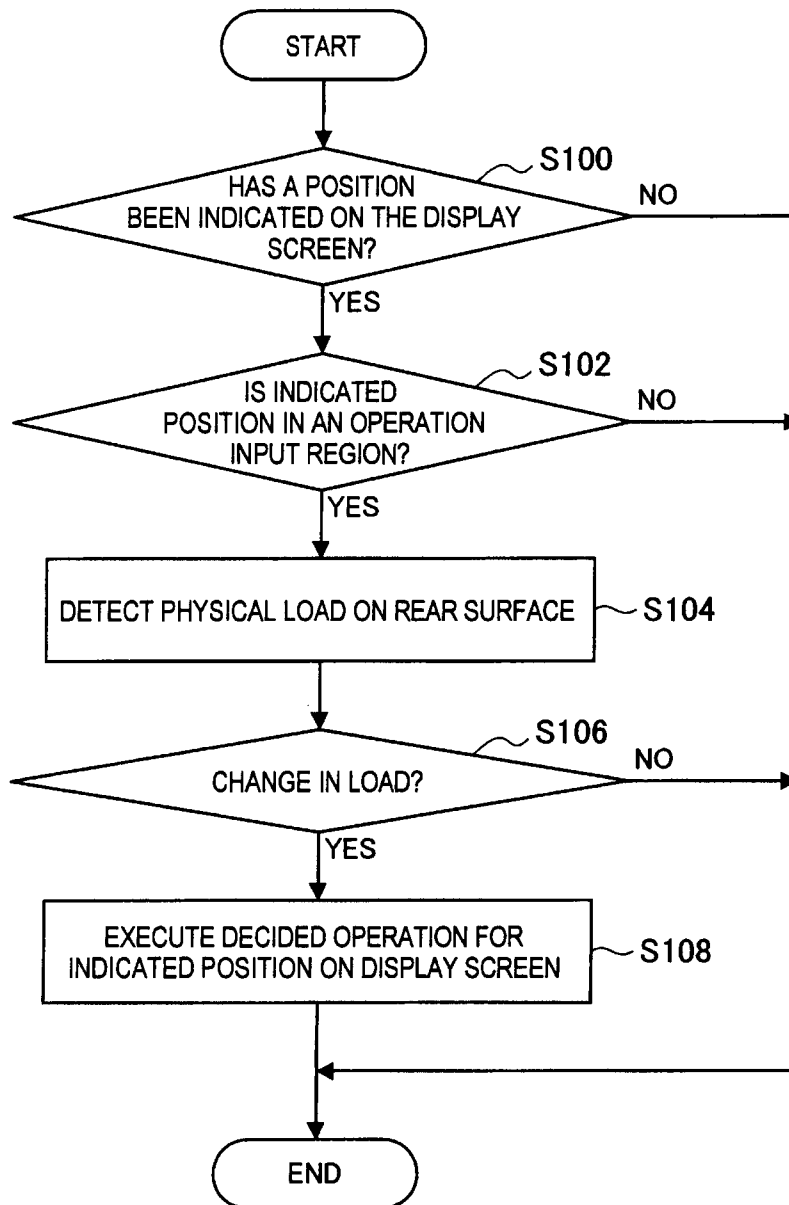 START
S100
HAS A POSITION
BEEN INDICATED ON THE DISPLAY
SCREEN?
NO
YES
S102
IS INDICATED
POSITION IN AN OPERATION
INPUT REGION?
NO
YES
DETECT PHYSICAL LOAD ON REAR SURFACE
S104
S106
CHANGE IN LOAD?
NO
YES
EXECUTE DECIDED OPERATION FOR
INDICATED POSITION ON DISPLAY SCREEN
S108
END